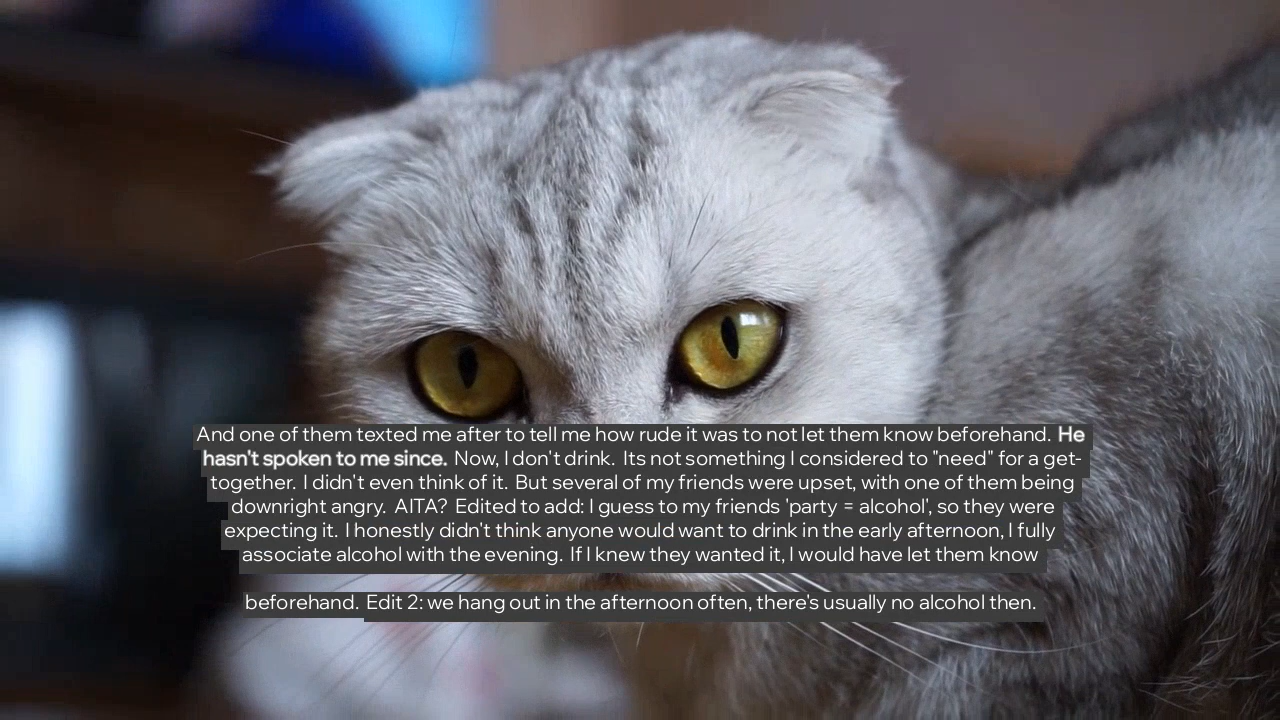 And one of them texted me after to tell me how rude it was to not let them know beforehand. He
hasn't spoken to me since. Now, I don't drink. Its not something I considered to "need" for a get-
together. I didn't even think of it. But several of my friends were upset, with one of them being
downright angry. AITA? Edited to add: I guess to my friends 'party = alcohol', so they were
expecting it. I honestly didn't think anyone would want to drink in the early afternoon, I fully
associate alcohol with the evening. If I knew they wanted it, I would have let them know
beforehand. Edit 2: we hang out in the afternoon often, there's usually no alcohol then.